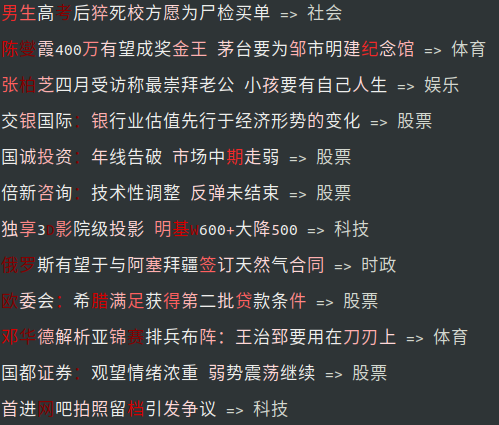 男生高考后猝死校方愿为尸检买单 => 社会
陈梦霞400万有望成奖金王 茅台要为邹市明建纪念馆 => 体育
张柏芝四月受访称最崇拜老公 小孩要有自己人生 => 娱乐
交银国际：银行业估值先行于经济形势的变化 => 股票
国诚投资：年线告破 市场中期走弱 => 股票
倍新咨询：技术性调整 反弹未结束 => 股票
独享3D影院级投影 明基W600+大降500 => 科技
俄罗斯有望于与阿塞拜疆签订天然气合同 => 时政
欧委会：希腊满足获得第二批贷款条件 => 股票
邓华德解析亚锦赛排兵布阵：王治郅要用在刀刃上 => 体育
国都证券：观望情绪浓重 弱势震荡继续 => 股票
首进网吧拍照留档引发争议 => 科技